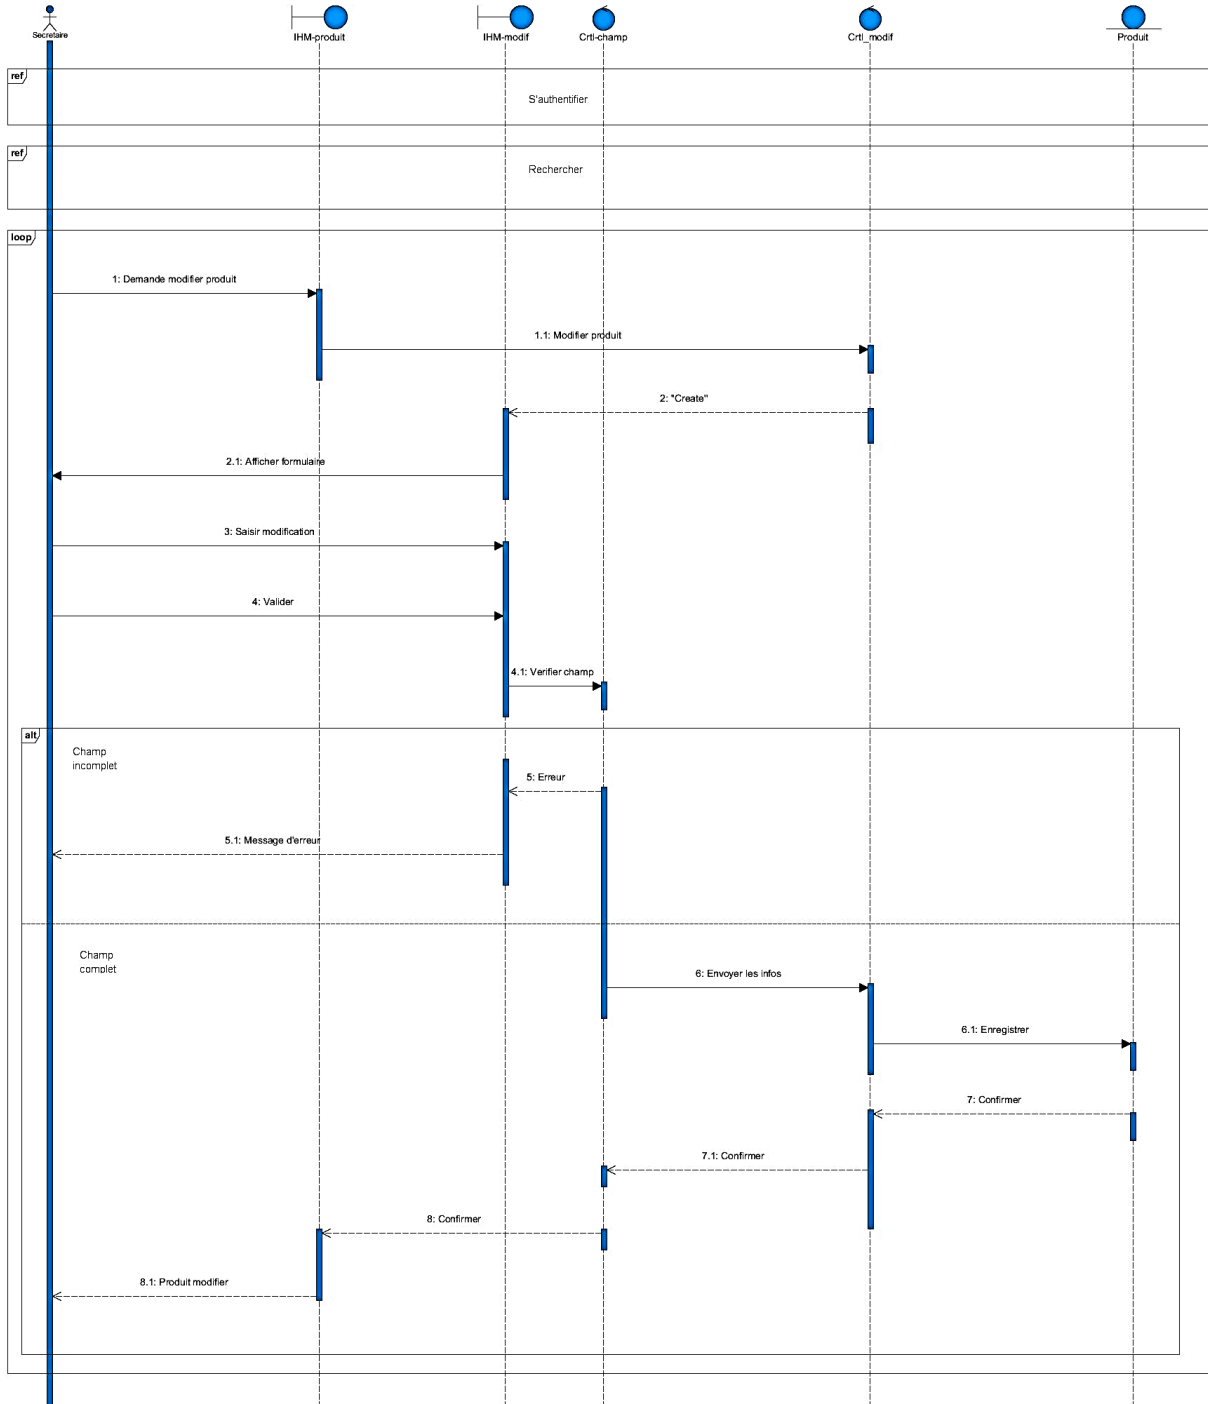 Secretaire
IHM-produit
IHM-modif
Crtl-champ
Crtl_modif
Produit
ref
S'authentifier
ref
Rechercher
loop
1: Demande modifier produit
1.1: Modifier produit
2: "Create"
2.1: Afficher formulaire
3: Saisir modification
4: Valider
4.1: Verifier champ
alt
Champ
incomplet
5: Erreur
5.1: Message d'erreur
Champ
complet
6: Envoyer les infos
6.1: Enregistrer
7: Confirmer
7.1: Confirmer
8: Confirmer
8.1: Produit modifier